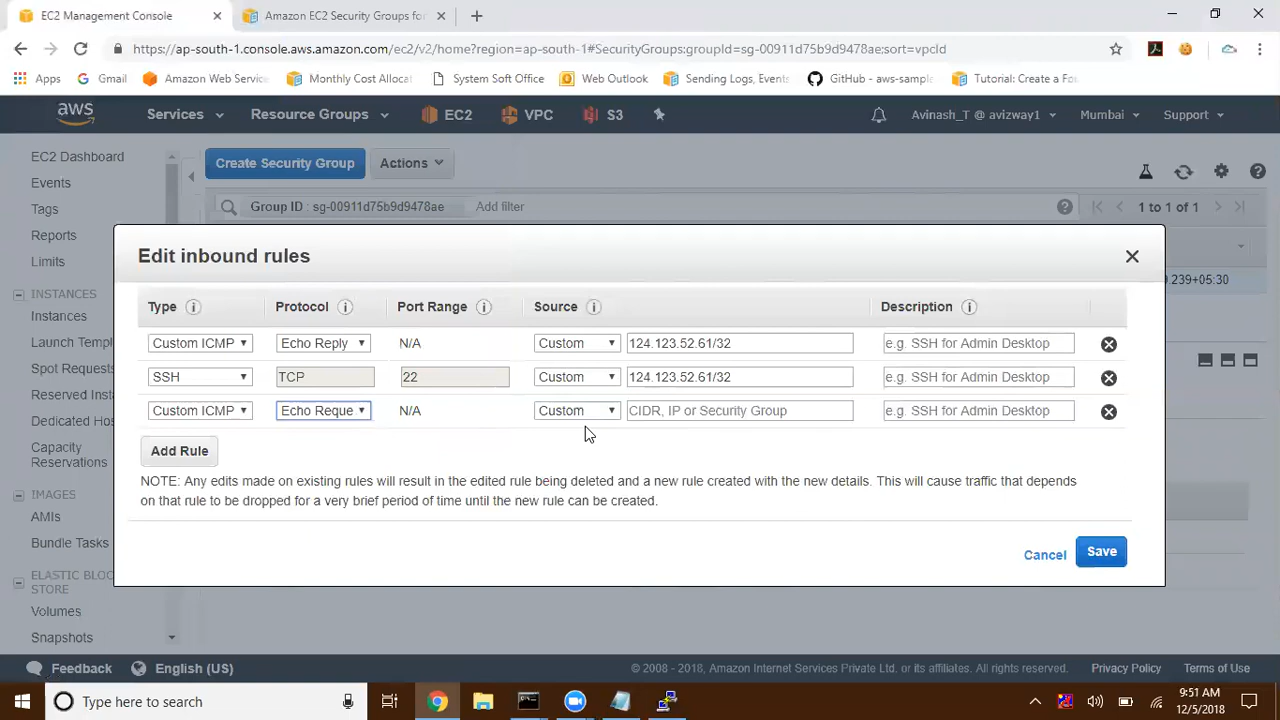 EC2 Management Console
Amazon EC2 Security Groups for
https://ap-south-1.console.aws.amazon.com/ec2/v2/home?region=ap-south-1#SecurityGroups:groupId=sg-00911d75b9d9478ae;sort=vpcId
Apps Gmail Amazon Web Service Monthly Cost Allocat System Soft Office Web Outlook Sending Logs, Events GitHub - aws-sample Tutorial: Create a Fo
aws Services Resource Groups EC2 VPC S3 Avinash_T @ avizway1 Mumbai Support
EC2 Dashboard
Events
Tags
Reports
Limits
INSTANCES
Instances
Launch Templ
Spot Requests
Reserved Inst
Dedicated Hos
Capacity
Reservations
IMAGES
AMIs
Bundle Tasks
ELASTIC BLOC
STORE
Volumes
Snapshots
Create Security Group Actions
Group ID : sg-00911d75b9d9478ae Add filter 1 to 1 of 1
.239+05:30
Edit inbound rules
Type Protocol Port Range Source Description
Custom ICMP Echo Reply N/A Custom 124.123.52.61/32 e.g. SSH for Admin Desktop
SSH TCP 22 Custom 124.123.52.61/32 e.g. SSH for Admin Desktop
Custom ICMP Echo Reque N/A Custom CIDR, IP or Security Group e.g. SSH for Admin Desktop
Add Rule
NOTE: Any edits made on existing rules will result in the edited rule being deleted and a new rule created with the new details. This will cause traffic that depends
on that rule to be dropped for a very brief period of time until the new rule can be created.
Cancel Save
Feedback English (US) © 2008 - 2018, Amazon Internet Services Private Ltd. or its affiliates. All rights reserved. Privacy Policy Terms of Use
Type here to search
9:51 AM
12/5/2018